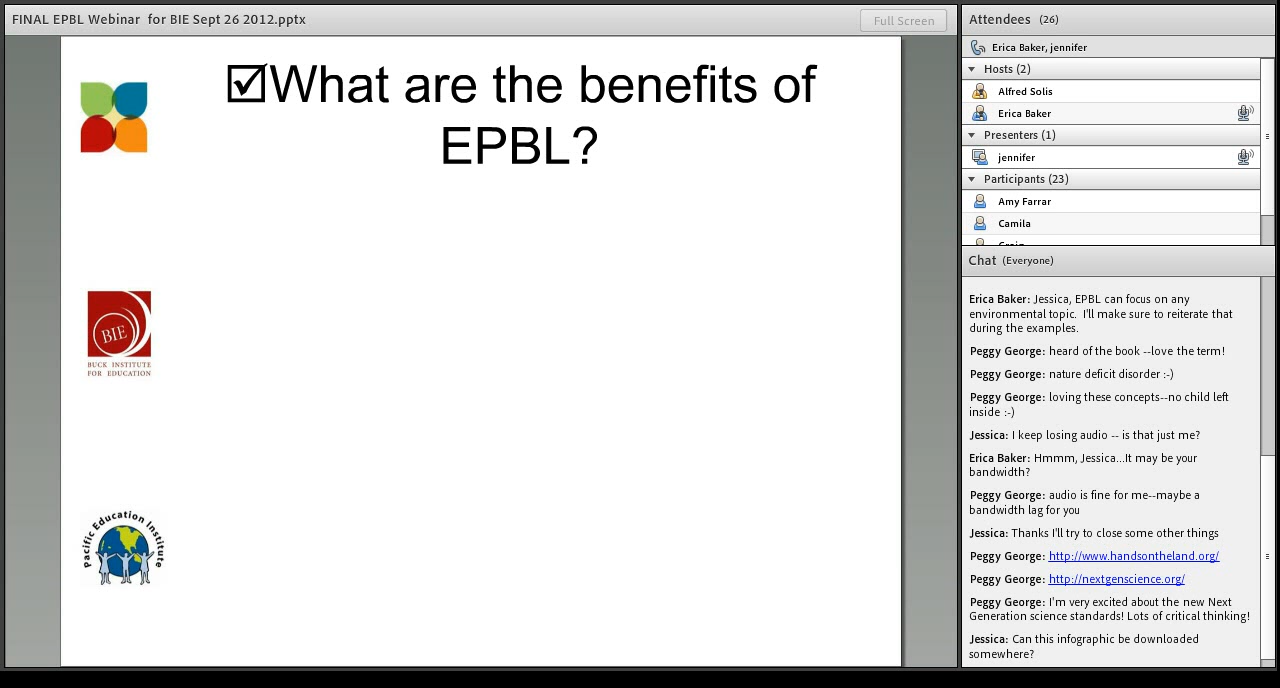 FINAL EPBL Webinar for BIE Sept 26 2012.pptx
Full Screen
☑What are the benefits of
EPBL?
BIE
BUCK INSTITUTE
FOR EDUCATION
Pacific Education Institute
Attendees (26)
Erica Baker, jennifer
Hosts (2)
Alfred Solis
Erica Baker
Presenters (1)
jennifer
Participants (23)
Amy Farrar
Camila
Craig
Chat (Everyone)
Erica Baker: Jessica, EPBL can focus on any
environmental topic. I'll make sure to reiterate that
during the examples.
Peggy George: heard of the book --love the term!
Peggy George: nature deficit disorder :-)
Peggy George: loving these concepts--no child left
inside :-)
Jessica: I keep losing audio -- is that just me?
Erica Baker: Hmmm, Jessica...It may be your
bandwidth?
Peggy George: audio is fine for me--maybe a
bandwidth lag for you
Jessica: Thanks I'll try to close some other things
Peggy George: http://www.handsontheland.org/
Peggy George: http://nextgenscience.org/
Peggy George: I'm very excited about the new Next
Generation science standards! Lots of critical thinking!
Jessica: Can this infographic be downloaded
somewhere?